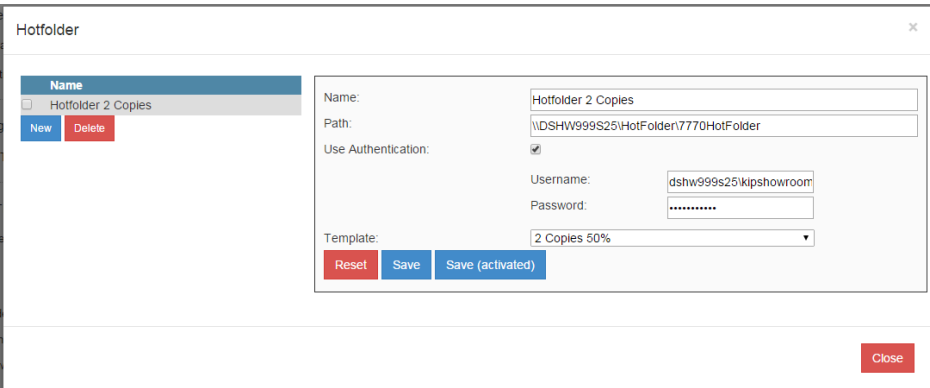 Hotfolder
×
Name
Hotfolder 2 Copies
New Delete
Name: Hotfolder 2 Copies
Path: \\DSHW999S25\HotFolder\7770HotFolder
Use Authentication:
Username: dshw999s25\kipshowroom
Password: •••••••••••
Template: 2 Copies 50%
Reset Save Save (activated)
Close